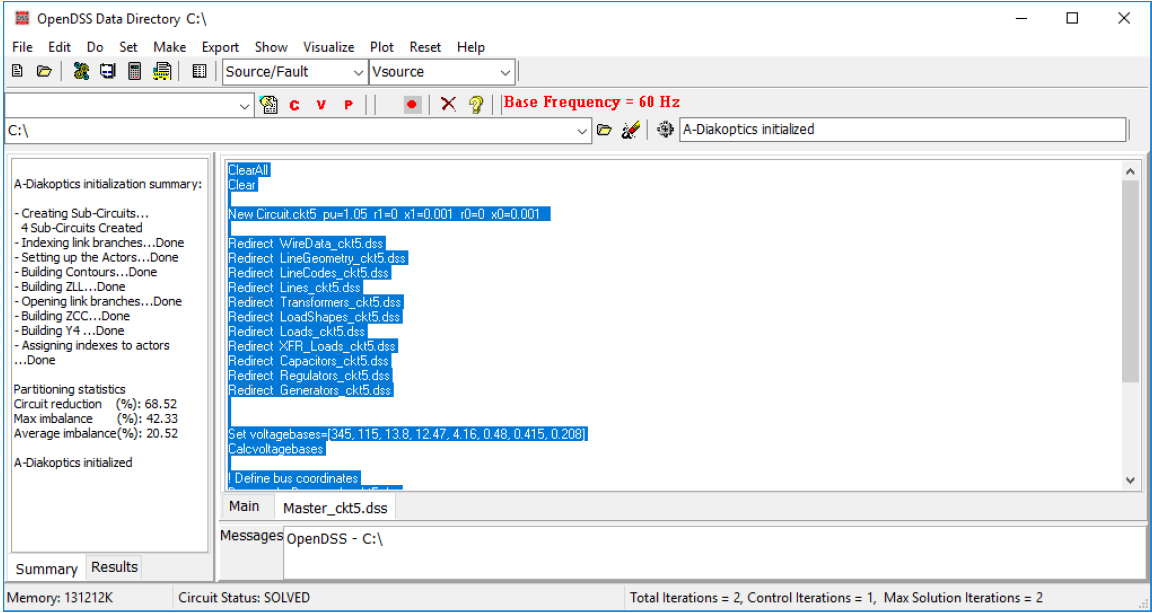 OpenDSS Data Directory C:\
File Edit Do Set Make Export Show Visualize Plot Reset Help
Source/Fault Vsource
C V P Base Frequency = 60 Hz
C:\ A-Diakoptics initialized
A-Diakoptics initialization summary:
- Creating Sub-Circuits...
4 Sub-Circuits Created
- Indexing link branches...Done
- Setting up the Actors...Done
- Building Contours...Done
- Building ZLL...Done
- Opening link branches...Done
- Building ZCC...Done
- Building Y4 ...Done
- Assigning indexes to actors
...Done
Partitioning statistics
Circuit reduction (%): 68.52
Max imbalance (%): 42.33
Average imbalance(%): 20.52
A-Diakoptics initialized
Summary Results
ClearAll
Clear
New Circuit.ckt5 pu=1.05 r1=0 x1=0.001 r0=0 x0=0.001
Redirect WireData_ckt5.dss
Redirect LineGeometry_ckt5.dss
Redirect LineCodes_ckt5.dss
Redirect Lines_ckt5.dss
Redirect Transformers_ckt5.dss
Redirect LoadShapes_ckt5.dss
Redirect Loads_ckt5.dss
Redirect XFR_Loads_ckt5.dss
Redirect Capacitors_ckt5.dss
Redirect Regulators_ckt5.dss
Redirect Generators_ckt5.dss
Set voltagebases=[345, 115, 13.8, 12.47, 4.16, 0.48, 0.415, 0.208]
Calcvoltagebases
! Define bus coordinates
Main Master_ckt5.dss
Messages OpenDSS - C:\
Memory: 131212K Circuit Status: SOLVED Total Iterations = 2, Control Iterations = 1, Max Solution Iterations = 2